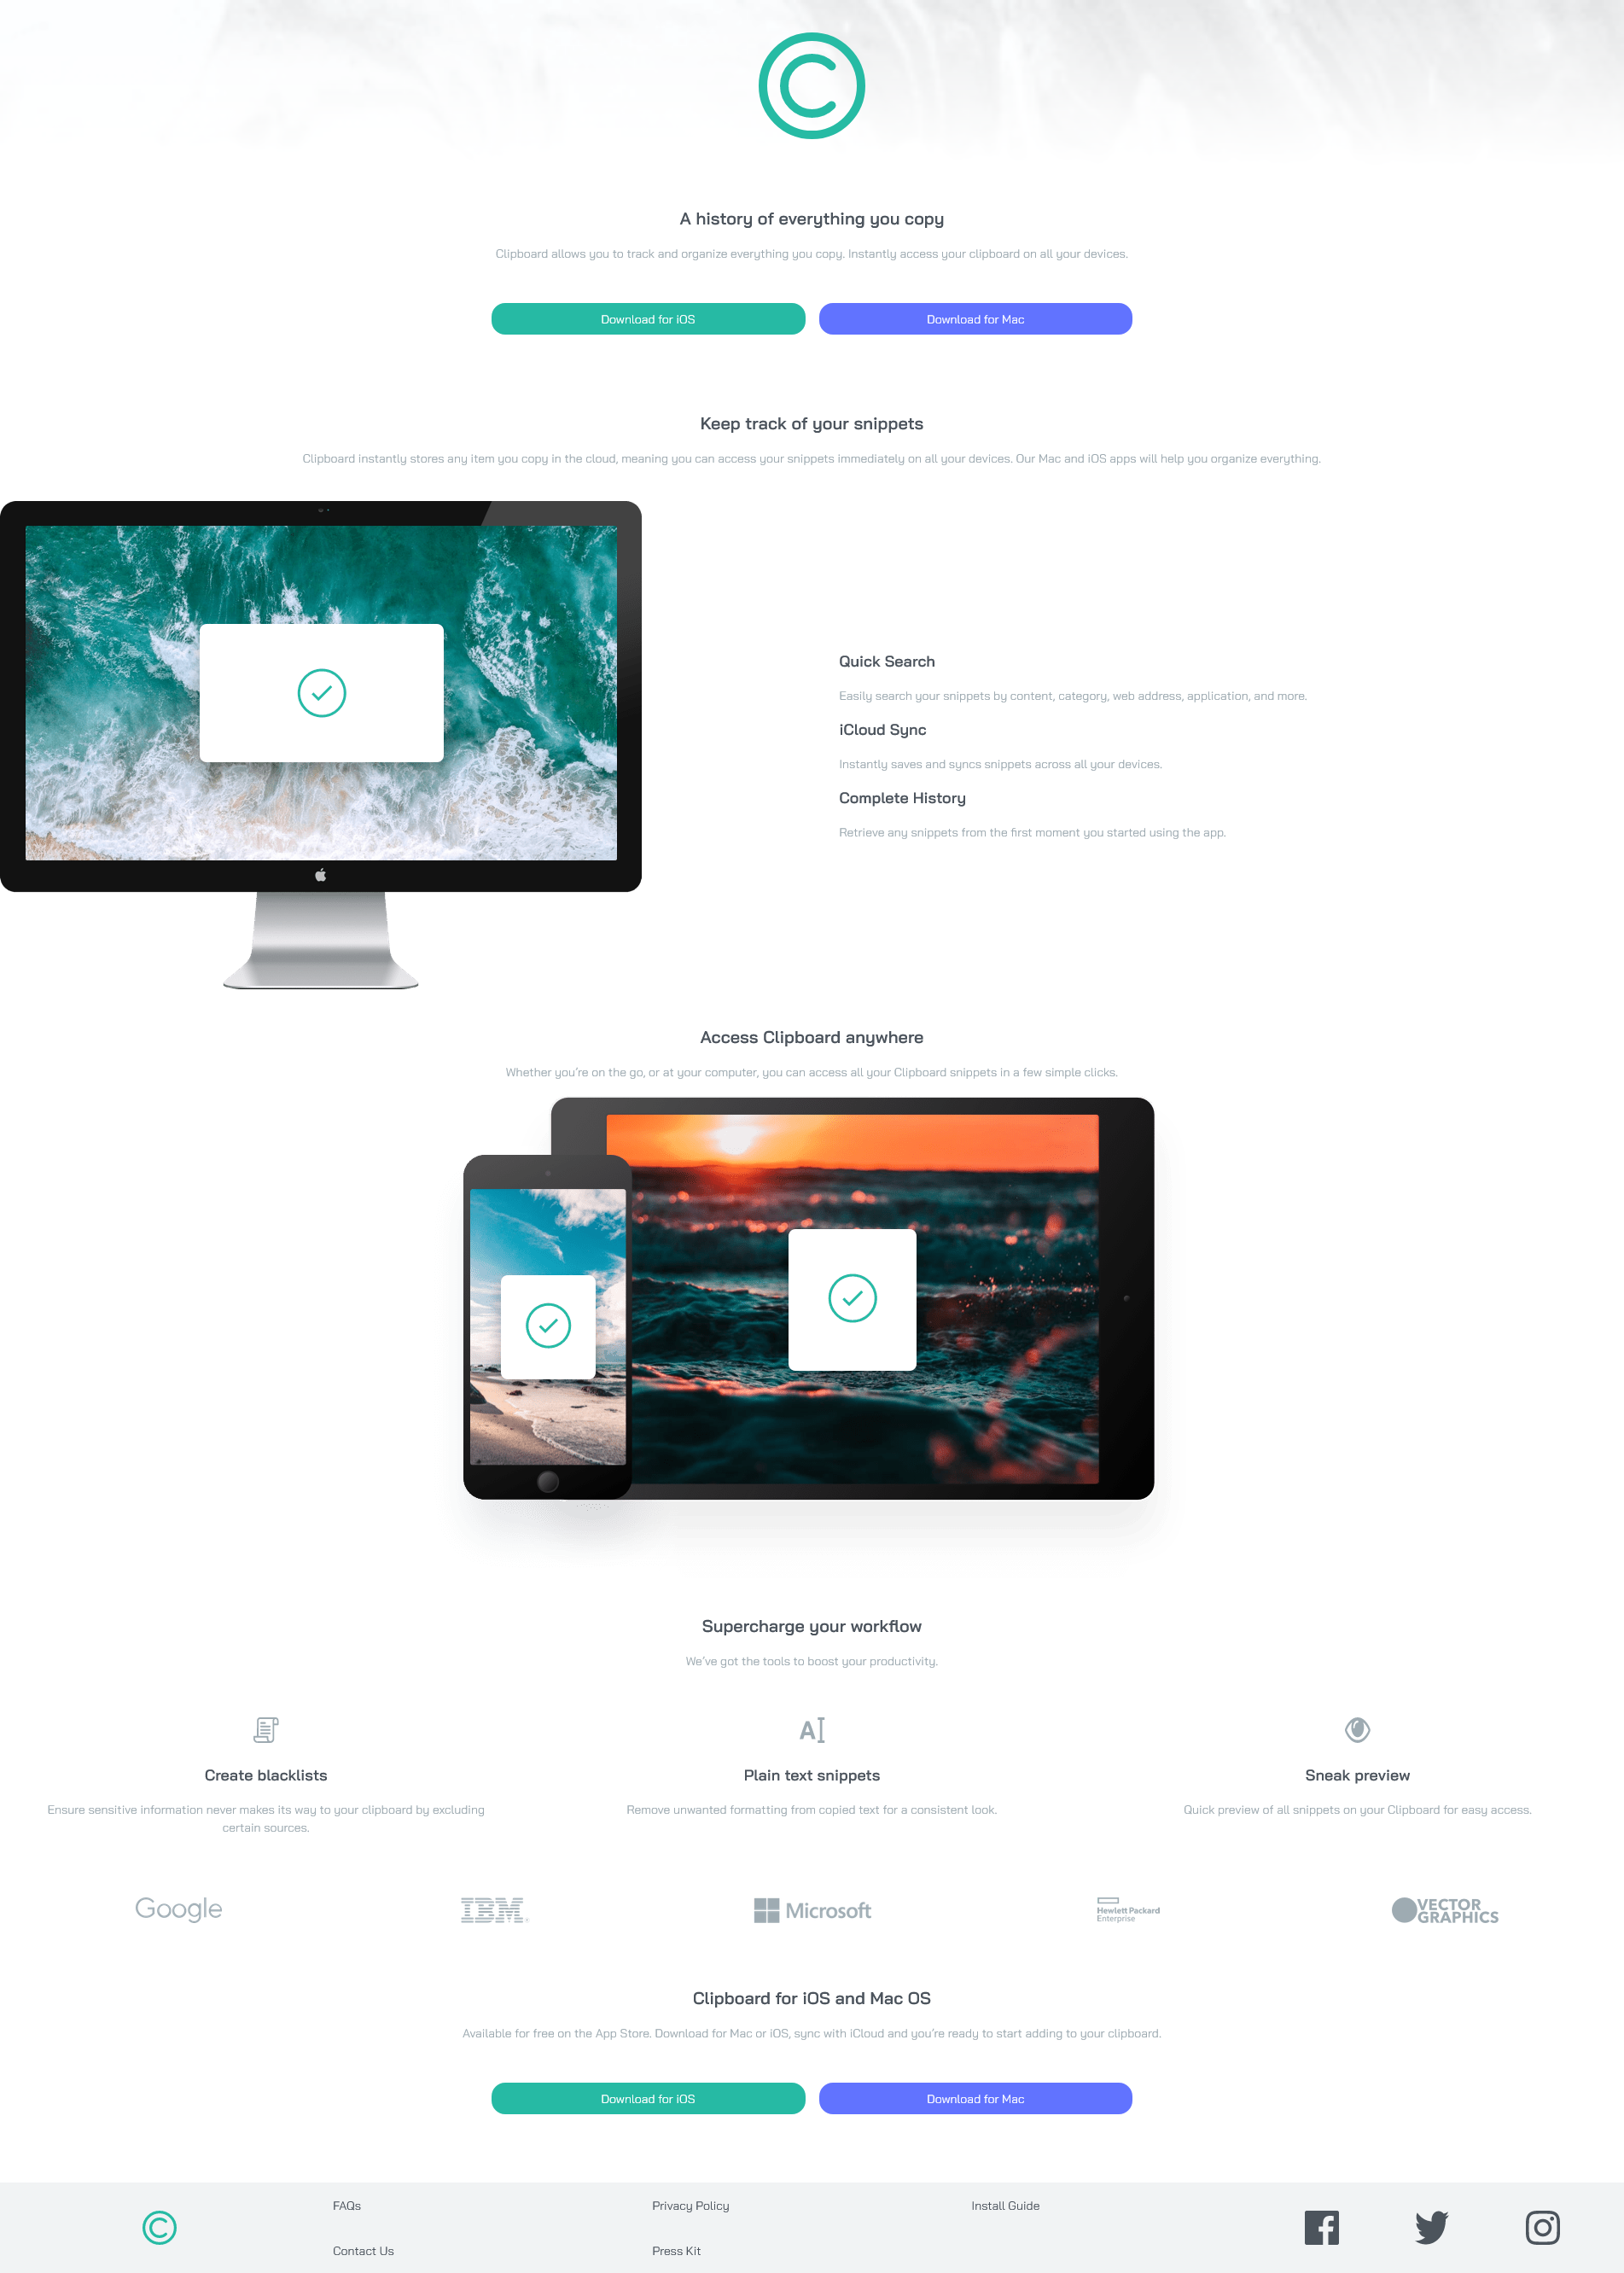 ©
A history of everything you copy
Clipboard allows you to track and organize everything you copy. Instantly access your clipboard on all your devices.
Download for iOS
Download for Mac
Keep track of your snippets
Clipboard instantly stores any item you copy in the cloud, meaning you can access your snippets immediately on all your devices. Our Mac and iOS apps will help you organize everything.
Quick Search
Easily search your snippets by content, category, web address, application, and more.
iCloud Sync
Instantly saves and syncs snippets across all your devices.
Complete History
Retrieve any snippets from the first moment you started using the app.
Access Clipboard anywhere
Whether you’re on the go, or at your computer, you can access all your Clipboard snippets in a few simple clicks.
Supercharge your workflow
We’ve got the tools to boost your productivity.
A
Create blacklists
Ensure sensitive information never makes its way to your clipboard by excluding
certain sources.
Plain text snippets
Remove unwanted formatting from copied text for a consistent look.
Sneak preview
Quick preview of all snippets on your Clipboard for easy access.
Google
IBM®
Microsoft
Hewlett Packard
Enterprise
VECTOR
GRAPHICS
Clipboard for iOS and Mac OS
Available for free on the App Store. Download for Mac or iOS, sync with iCloud and you’re ready to start adding to your clipboard.
Download for iOS
Download for Mac
©
FAQs
Contact Us
Privacy Policy
Press Kit
Install Guide